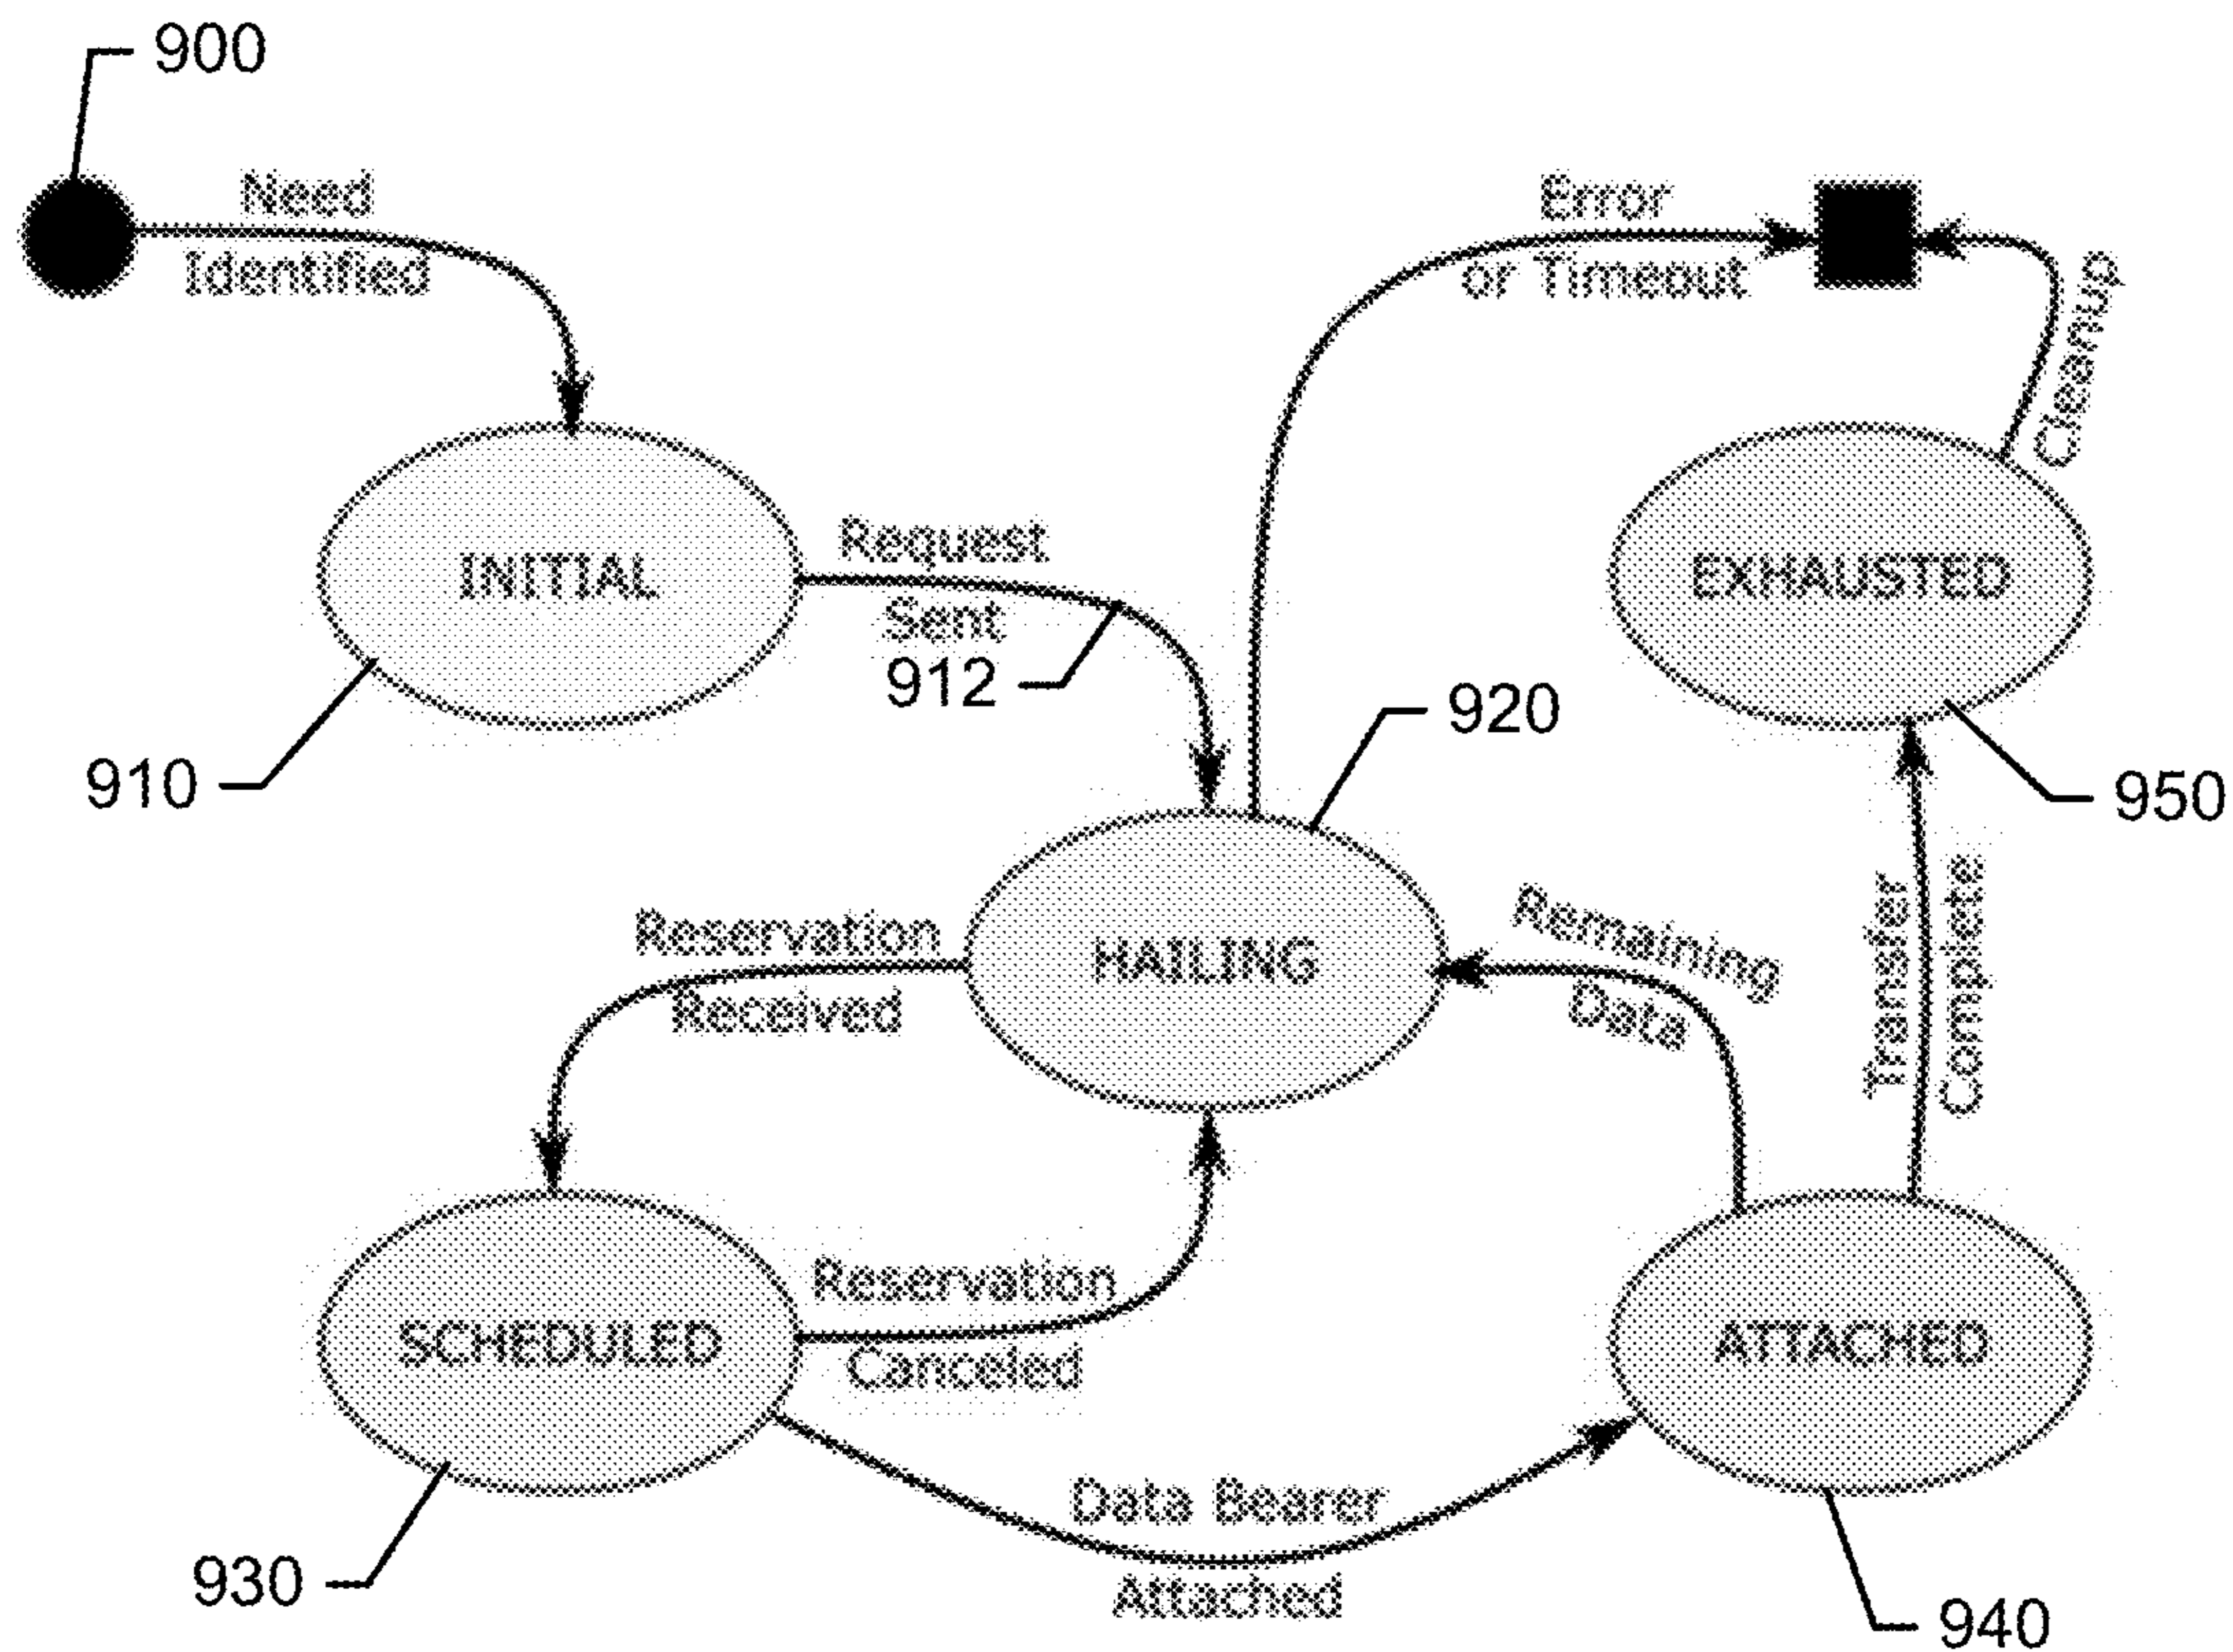 900
Need
Identified
Error
or Timeout
Cleanup
INITIAL
Request
Sent
912
EXHAUSTED
910
920
950
Reservation
Received
HAILING
Remaining
Data
Transfer
Complete
SCHEDULED
Reservation
Canceled
ATTACHED
Data Bearer
Attached
930
940